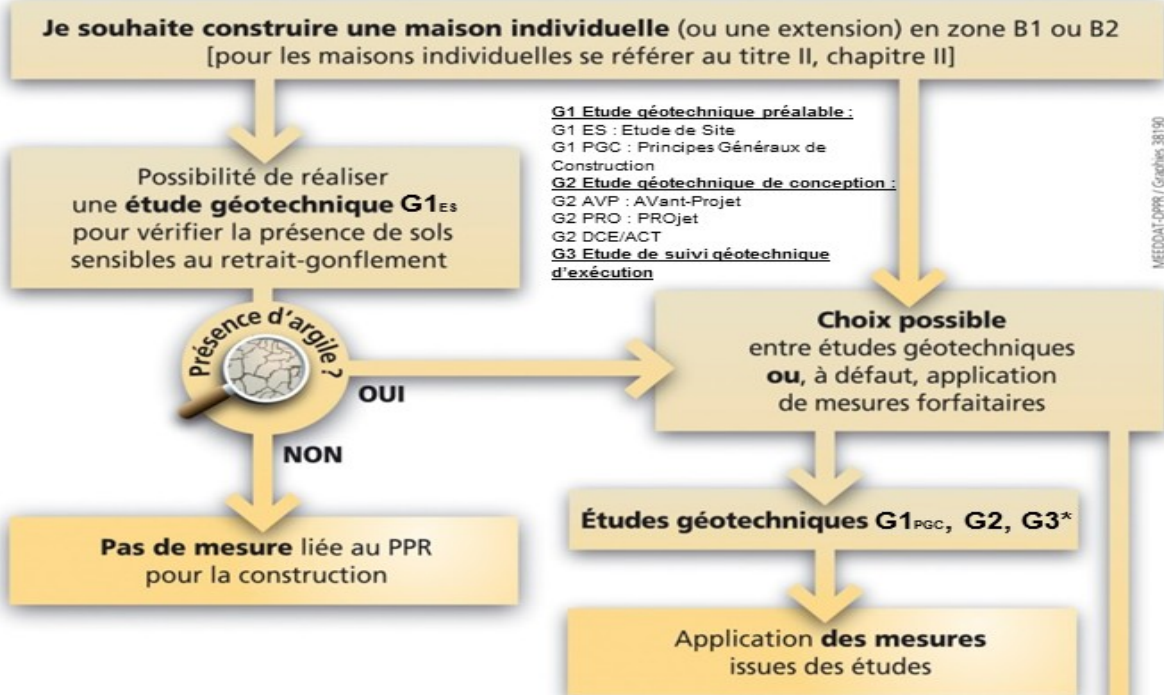 Je souhaite construire une maison individuelle (ou une extension) en zone B1 ou B2
[pour les maisons individuelles se référer au titre II, chapitre II]
G1 Etude géotechnique préalable :
G1 ES : Etude de Site
G1 PGC : Principes Généraux de
Construction
G2 Etude géotechnique de conception :
G2 AVP : AVant-Projet
G2 PRO : PROjet
G2 DCE/ACT
G3 Etude de suivi géotechnique
d'exécution
MEEDDAT-DPPR / Graphies 38190
Possibilité de réaliser
une étude géotechnique G1ES
pour vérifier la présence de sols
sensibles au retrait-gonflement
Présence d'argile ?
OUI
NON
Choix possible
entre études géotechniques
ou, à défaut, application
de mesures forfaitaires
Pas de mesure liée au PPR
pour la construction
Études géotechniques G1PGC, G2, G3*
Application des mesures
issues des études